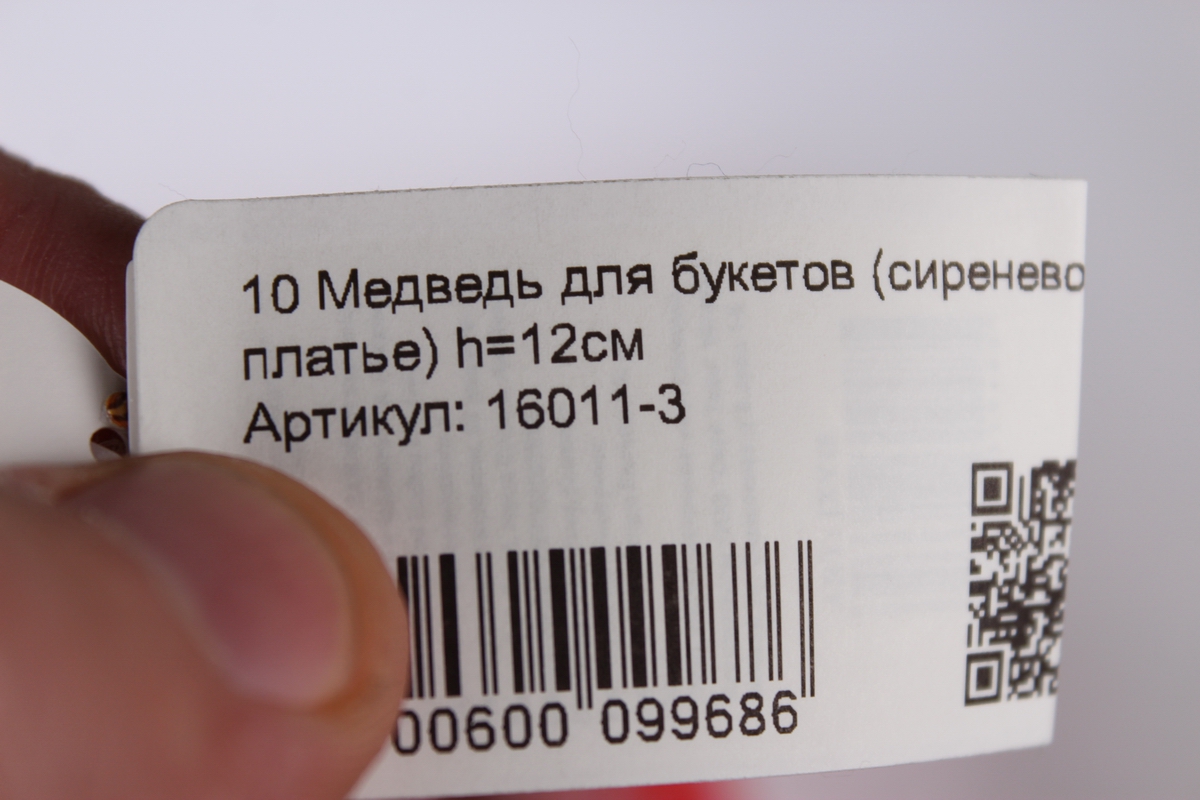 10 Медведь для букетов (сиренево
платье) h=12см
Артикул: 16011-3
00600 099686